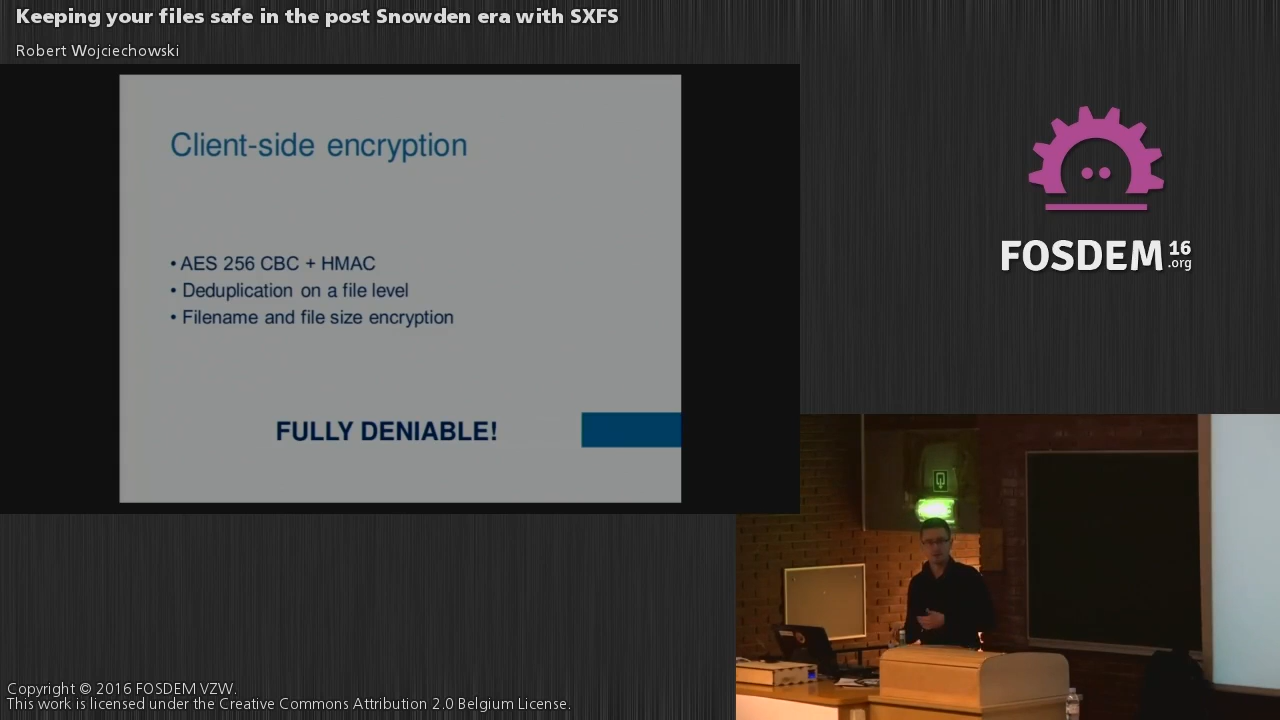 Keeping your files safe in the post Snowden era with SXFS
Robert Wojciechowski
Client-side encryption
• AES 256 CBC + HMAC
• Deduplication on a file level
• Filename and file size encryption
FULLY DENIABLE!
FOSDEM 16 .org
Copyright © 2016 FOSDEM VZW.
This work is licensed under the Creative Commons Attribution 2.0 Belgium License.